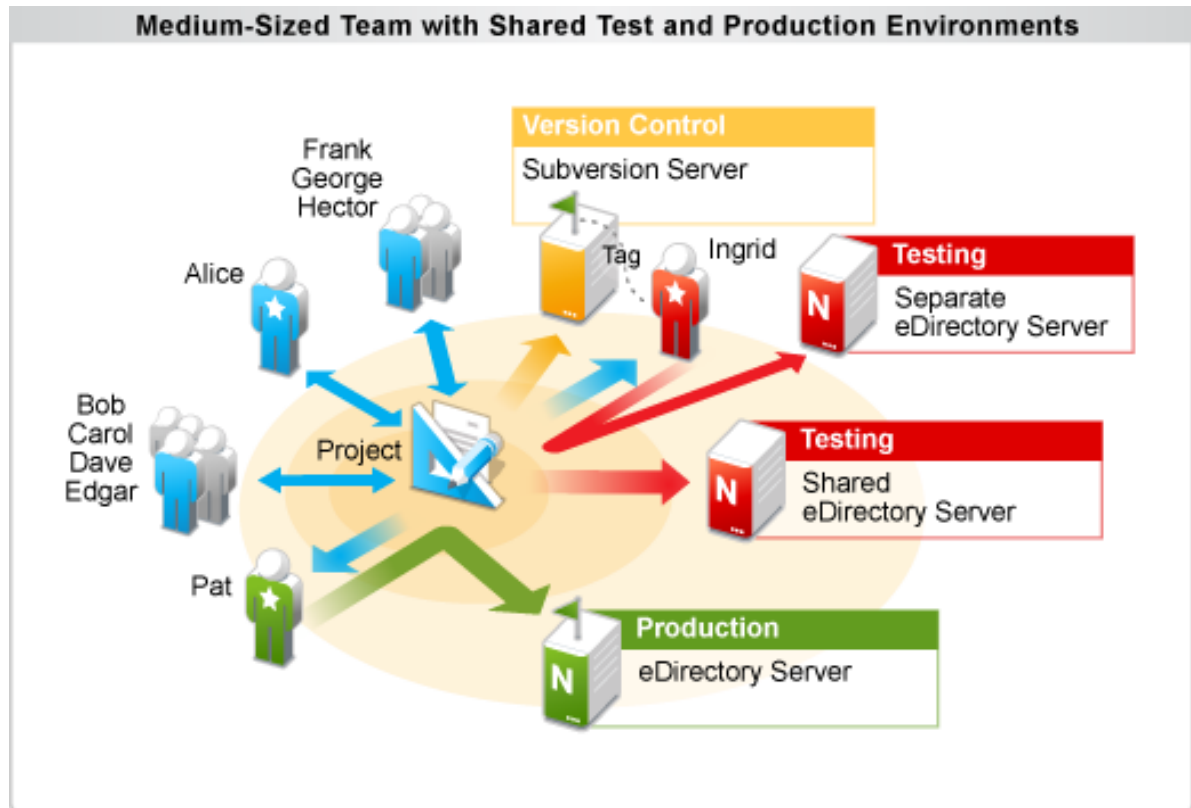 Medium-Sized Team with Shared Test and Production Environments
Frank
George
Hector
Version Control
Subversion Server
Tag
Ingrid
Alice
Testing
Separate
eDirectory Server
N
Bob
Carol
Dave
Edgar
Project
Testing
Shared
eDirectory Server
N
Pat
Production
eDirectory Server
N